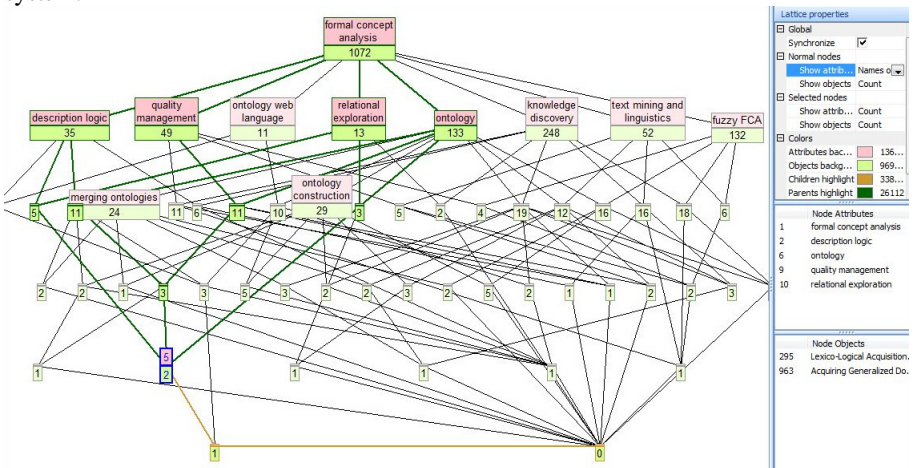 formal concept
analysis
1072
description logic
35
quality
management
49
ontology web
language
11
relational
exploration
13
ontology
133
knowledge
discovery
248
text mining and
linguistics
52
fuzzy FCA
132
merging ontologies
24
ontology
construction
29
5
11
11
6
11
10
3
5
2
4
19
12
16
16
18
6
2
2
1
3
3
5
3
2
2
3
2
5
2
1
1
2
2
3
1
5
2
1
1
1
1
1
0
Lattice properties
Global
Synchronize
Normal nodes
Show attrib... Names o
Show objects Count
Selected nodes
Show attrib... Count
Show objects Count
Colors
Attributes bac... 136...
Objects backg... 969...
Children highlight 338...
Parents highlight 26112
Node Attributes
1 formal concept analysis
2 description logic
6 ontology
9 quality management
10 relational exploration
Node Objects
295 Lexico-Logical Acquisition...
963 Acquiring Generalized Do...